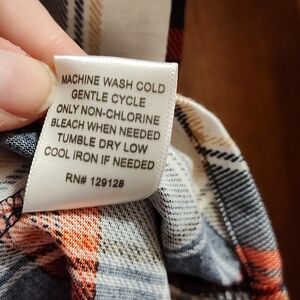 MACHINE WASH COLD
GENTLE CYCLE
ONLY NON-CHLORINE
BLEACH WHEN NEEDED
TUMBLE DRY LOW
COOL IRON IF NEEDED
RN# 129128